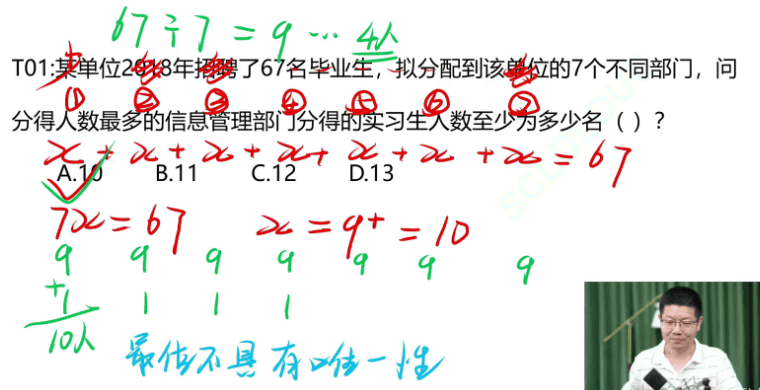 67÷7=9…4人
T01:某单位2018年招聘了67名毕业生，拟分配到该单位的7个不同部门，问
① ② ③ ④ ⑤ ⑥ ⑦
分得人数最多的信息管理部门分得的实习生人数至少为多少名（）？
x+x+x+x+x+x+x=67
A.10 B.11 C.12 D.13
7x=67 x=9+=10
9 9 9 9 9 9 9
+1 1 1 1
10人
最值不具有唯一性